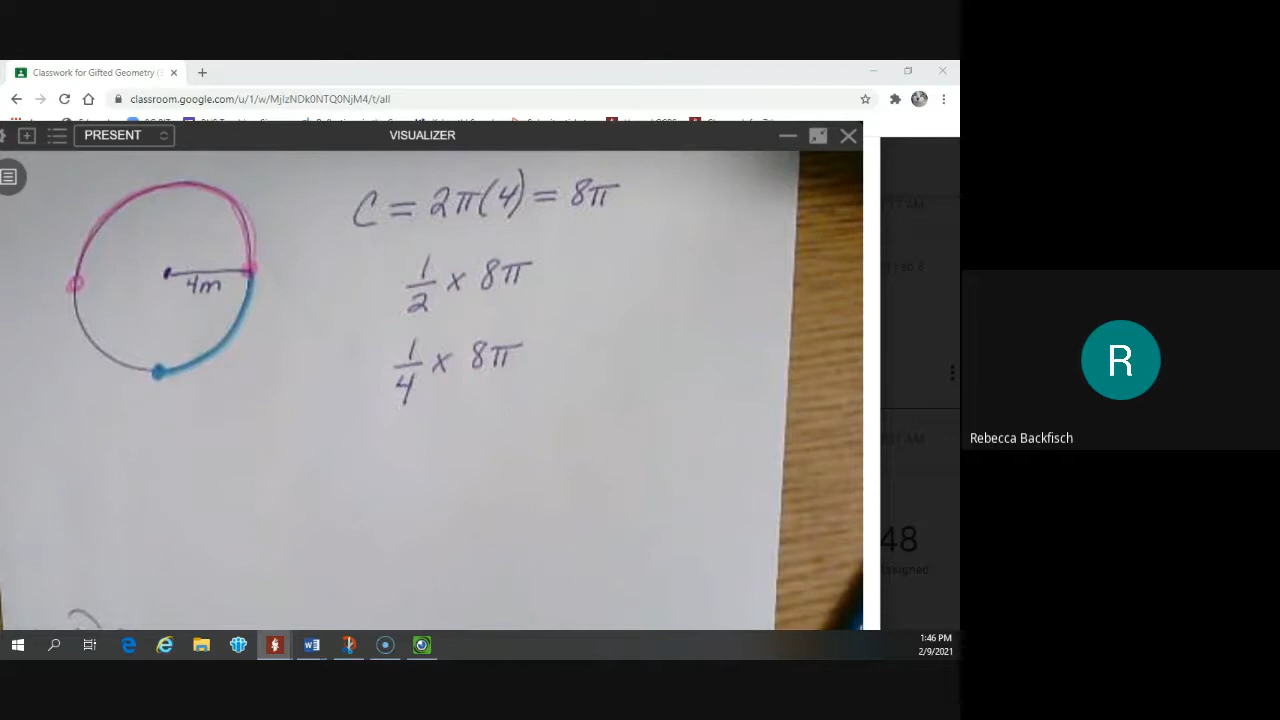 Classwork for Gifted Geometry (
classroom.google.com/u/1/w/MjIzNDk0NTQ0NjM4/t/all
PRESENT
VISUALIZER
C = 2π(4) = 8π
1/2 x 8π
4m
1/4 x 8π
R
Rebecca Backfisch
48
ssigned
1:46 PM
2/9/2021